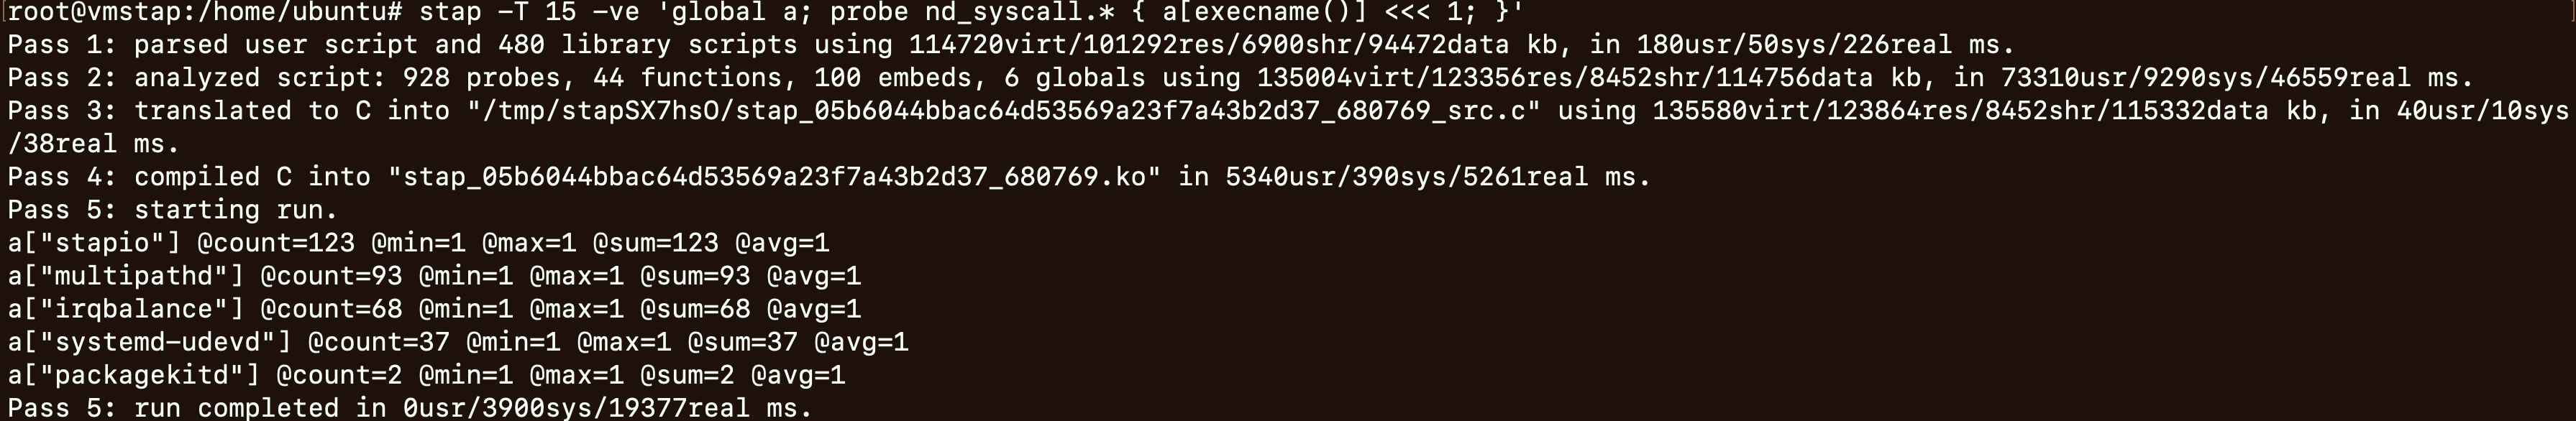 [root@vmstap:/home/ubuntu# stap -T 15 -ve 'global a; probe nd_syscall.* { a[execname()] <<< 1; }' ]
Pass 1: parsed user script and 480 library scripts using 114720virt/101292res/6900shr/94472data kb, in 180usr/50sys/226real ms.
Pass 2: analyzed script: 928 probes, 44 functions, 100 embeds, 6 globals using 135004virt/123356res/8452shr/114756data kb, in 73310usr/9290sys/46559real ms.
Pass 3: translated to C into "/tmp/stapSX7hsO/stap_05b6044bbac64d53569a23f7a43b2d37_680769_src.c" using 135580virt/123864res/8452shr/115332data kb, in 40usr/10sys
/38real ms.
Pass 4: compiled C into "stap_05b6044bbac64d53569a23f7a43b2d37_680769.ko" in 5340usr/390sys/5261real ms.
Pass 5: starting run.
a["stapio"] @count=123 @min=1 @max=1 @sum=123 @avg=1
a["multipathd"] @count=93 @min=1 @max=1 @sum=93 @avg=1
a["irqbalance"] @count=68 @min=1 @max=1 @sum=68 @avg=1
a["systemd-udevd"] @count=37 @min=1 @max=1 @sum=37 @avg=1
a["packagekitd"] @count=2 @min=1 @max=1 @sum=2 @avg=1
Pass 5: run completed in 0usr/3900sys/19377real ms.